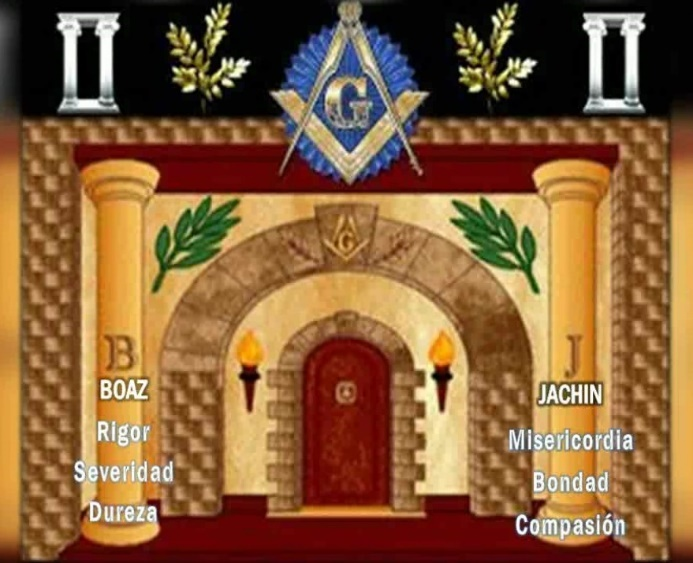 G
G
B
BOAZ
Rigor
Severidad
Dureza
J
JACHIN
Misericordia
Bondad
Compasión